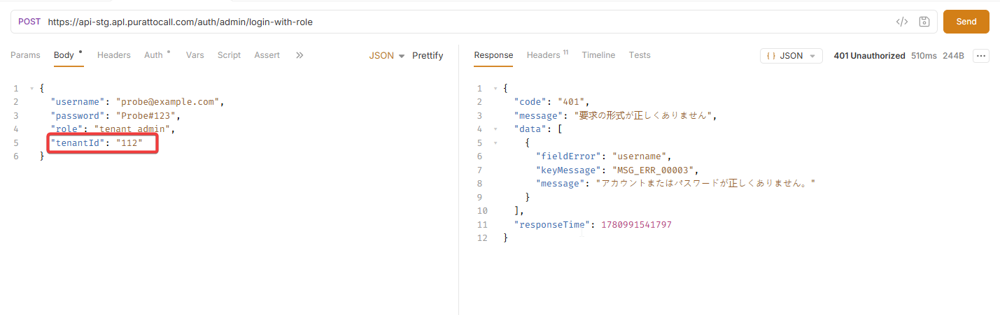 POST https://api-stg.apl.purattocall.com/auth/admin/login-with-role </> Send
Params Body Headers Auth Vars Script Assert >> JSON Prettify
Response Headers 11 Timeline Tests { } JSON 401 Unauthorized 510ms 244B ...
1 {
2 "username": "probe@example.com",
3 "password": "Probe#123",
4 "role": "tenant_admin",
5 "tenantId": "112"
6 }
1 {
2 "code": "401",
3 "message": "要求の形式が正しくありません",
4 "data": [
5 {
6 "fieldError": "username",
7 "keyMessage": "MSG_ERR_00003",
8 "message": "アカウントまたはパスワードが正しくありません。"
9 }
10 ],
11 "responseTime": 1780991541797
12 }